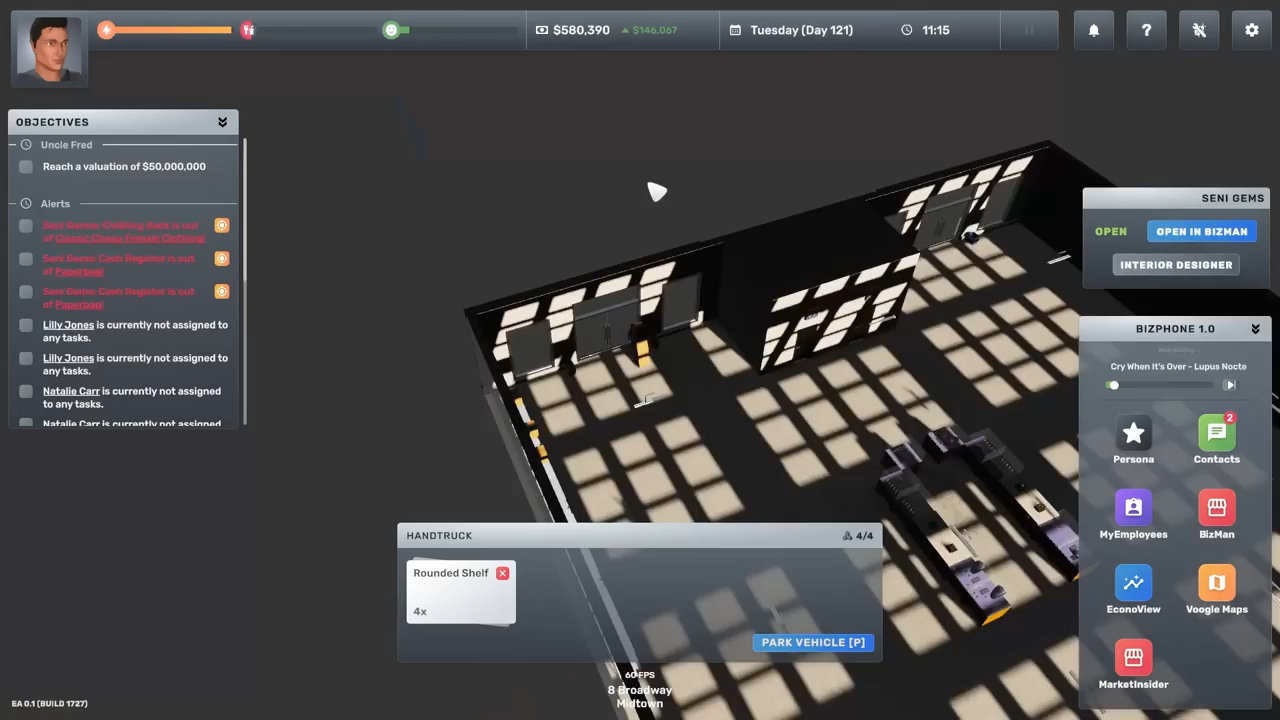 $580,390
$146,067
Tuesday (Day 121)
11:15
?
OBJECTIVES
Uncle Fred
Reach a valuation of $50,000,000
Alerts
Seni Gems: Clothing Rack is out
of Classic Cheap Female Clothing!
Seni Gems: Cash Register is out
of Paperbag!
Seni Gems: Cash Register is out
of Paperbag!
Lilly Jones is currently not assigned to
any tasks.
Lilly Jones is currently not assigned to
any tasks.
Natalie Carr is currently not
assigned to any tasks.
Natalie Carr is currently not
SENI GEMS
OPEN
OPEN IN BIZMAN
INTERIOR DESIGNER
BIZPHONE 1.0
Cry When It's Over - Lupus Nocte
Persona
2
Contacts
MyEmployees
BizMan
EconoView
Voogle Maps
MarketInsider
HANDTRUCK
4/4
Rounded Shelf
4x
PARK VEHICLE [P]
60 FPS
8 Broadway
Midtown
EA 0.1 (BUILD 1727)